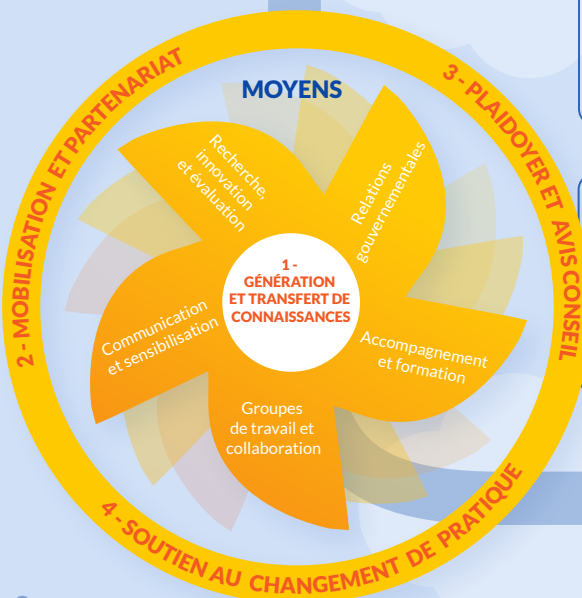 MOYENS
2 - MOBILISATION ET PARTENARIAT
3 - PLAIDOYER ET AVIS CONSEIL
Recherche,
innovation
et évaluation
Relations
gouvernementales
1 -
GÉNÉRATION
ET TRANSFERT DE
CONNAISSANCES
Communication
et sensibilisation
Accompagnement
et formation
Groupes
de travail et
collaboration
4 - SOUTIEN AU CHANGEMENT DE PRATIQUE